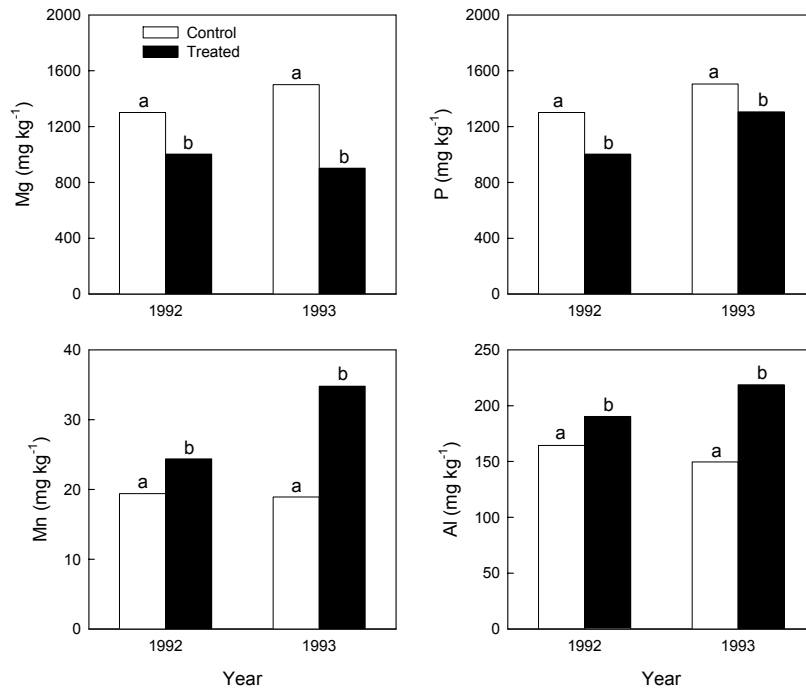 Control
Treated
Mg (mg kg⁻¹)
2000
1600
1200
800
400
0
a
b
a
b
1992
1993
P (mg kg⁻¹)
2000
1600
1200
800
400
0
a
b
a
b
1992
1993
Mn (mg kg⁻¹)
40
30
20
10
0
a
b
a
b
1992
1993
Year
Al (mg kg⁻¹)
250
200
150
100
50
0
a
b
a
b
1992
1993
Year